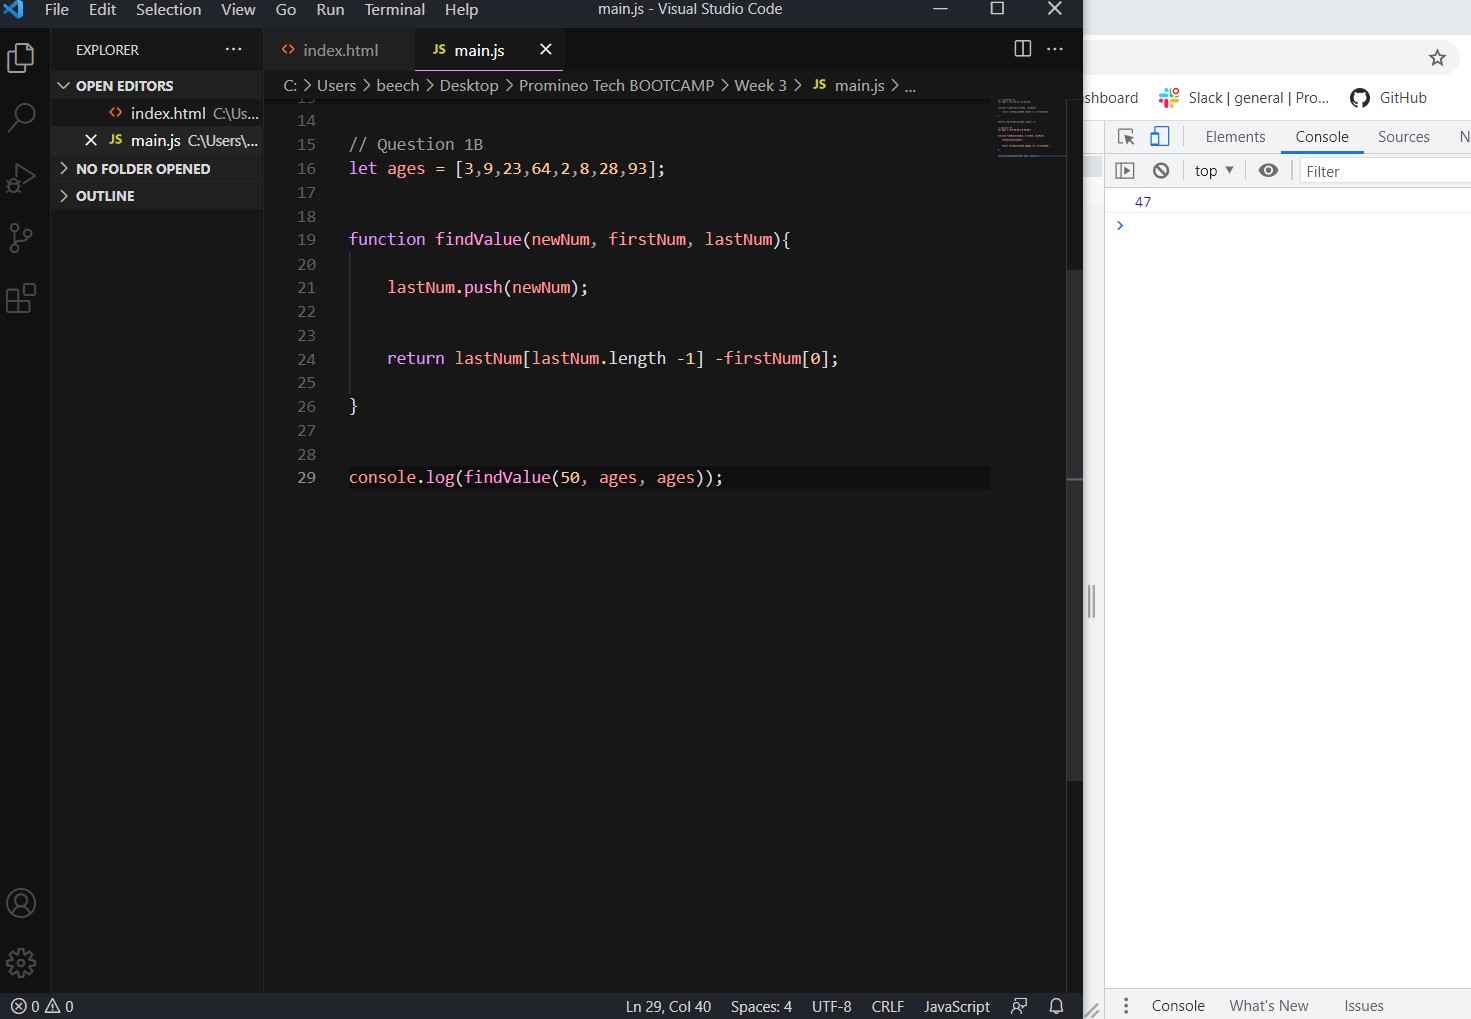 File Edit Selection View Go Run Terminal Help main.js - Visual Studio Code
EXPLORER
OPEN EDITORS
index.html C:\Us...
JS main.js C:\Users\...
NO FOLDER OPENED
OUTLINE
index.html
JS main.js
C: > Users > beech > Desktop > Promineo Tech BOOTCAMP > Week 3 > JS main.js > ...
14
15 // Question 1B
16 let ages = [3,9,23,64,2,8,28,93];
17
18
19 function findValue(newNum, firstNum, lastNum){
20
21 lastNum.push(newNum);
22
23
24 return lastNum[lastNum.length -1] -firstNum[0];
25
26 }
27
28
29 console.log(findValue(50, ages, ages));
0 0
Ln 29, Col 40 Spaces: 4 UTF-8 CRLF JavaScript
shboard Slack | general | Pro... GitHub
Elements Console Sources N
top Filter
47
Console What's New Issues